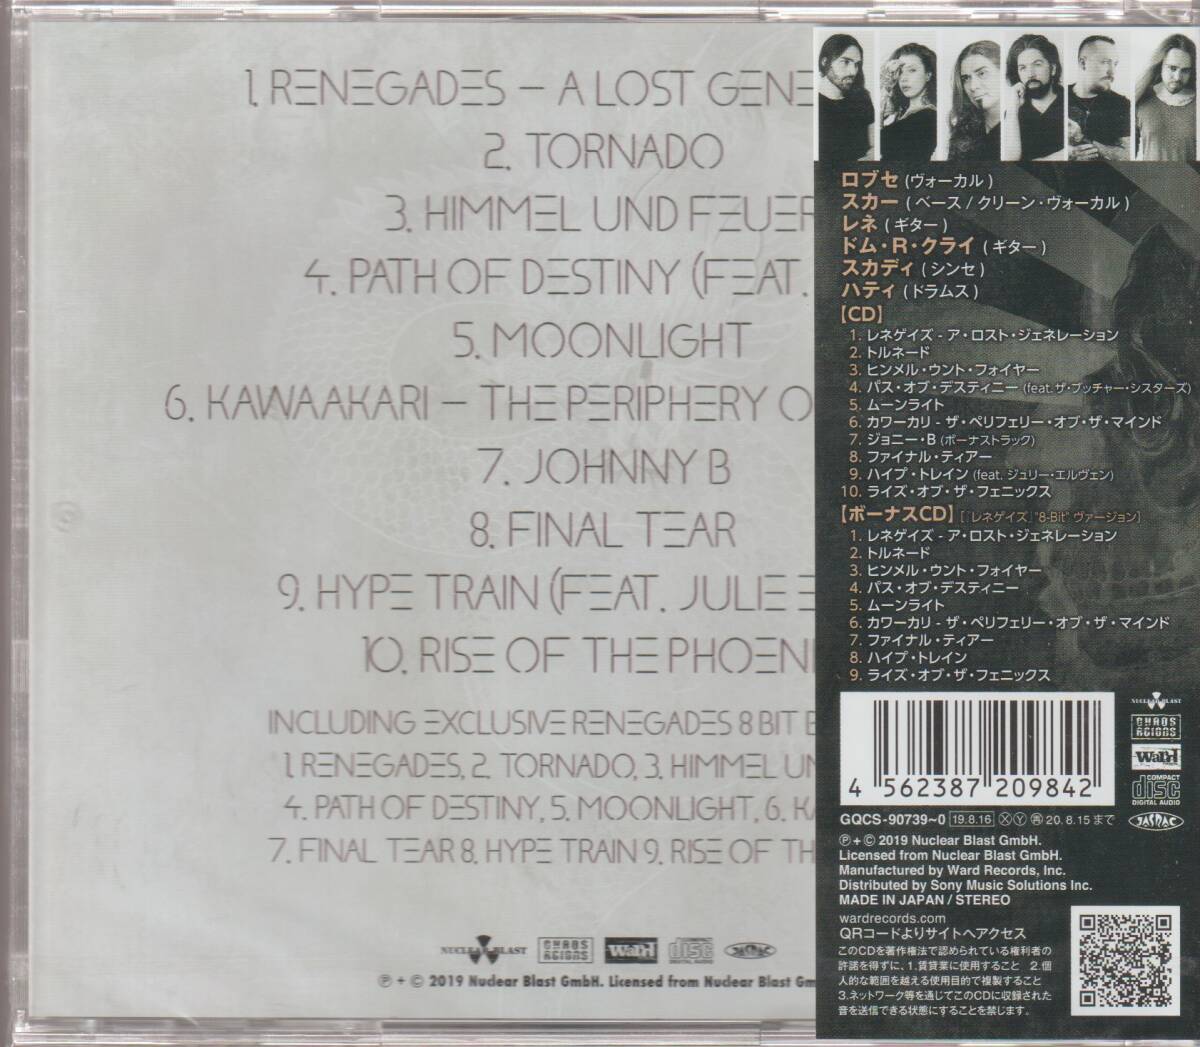 1. RENEGADES – A LOST GENE
2. TORNADO
3. HIMMEL UND FEUER
4. PATH OF DESTINY (FEAT.
5. MOONLIGHT
6. KAWAAKARI – THE PERIPHERY O
7. JOHNNY B
8. FINAL TEAR
9. HYPE TRAIN (FEAT. JULIE E
10. RISE OF THE PHOENI
INCLUDING EXCLUSIVE RENEGADES 8 BIT
1. RENEGADES, 2. TORNADO, 3. HIMMEL UN
4. PATH OF DESTINY, 5. MOONLIGHT, 6. KA
7. FINAL TEAR 8. HYPE TRAIN 9. RISE OF TH
NUCLEAR BLAST
CHAOS
REIGNS
WARD
COMPACT
disc
DIGITAL AUDIO
JASRAC
Ⓟ + © 2019 Nuclear Blast GmbH. Licensed from Nuclear Blast Gm
ロブセ (ヴォーカル)
スカー (ベース / クリーン・ヴォーカル)
レネ (ギター)
ドム・R・クライ (ギター)
スカディ (シンセ)
ハティ (ドラムス)
【CD】
1. レネゲイズ - ア・ロスト・ジェネレーション
2. トルネード
3. ヒンメル・ウント・フォイヤー
4. パス・オブ・デスティニー (feat. ザ・ブッチャー・シスターズ)
5. ムーンライト
6. カワーカリ - ザ・ペリフェリー・オブ・ザ・マインド
7. ジョニー・B (ボーナストラック)
8. ファイナル・ティアー
9. ハイプ・トレイン (feat. ジュリー・エルヴェン)
10. ライズ・オブ・ザ・フェニックス
【ボーナスCD】 [『レネゲイズ』"8-Bit" ヴァージョン]
1. レネゲイズ - ア・ロスト・ジェネレーション
2. トルネード
3. ヒンメル・ウント・フォイヤー
4. パス・オブ・デスティニー
5. ムーンライト
6. カワーカリ - ザ・ペリフェリー・オブ・ザ・マインド
7. ファイナル・ティアー
8. ハイプ・トレイン
9. ライズ・オブ・ザ・フェニックス
4 562387 209842
NUCLEAR BLAST
CHAOS
REIGNS
WARD
COMPACT
disc
DIGITAL AUDIO
JASRAC
GQCS-90739~0 19.8.16 Ⓧ Ⓨ ㊢ 20.8.15 まで
Ⓟ + © 2019 Nuclear Blast GmbH.
Licensed from Nuclear Blast GmbH.
Manufactured by Ward Records, Inc.
Distributed by Sony Music Solutions Inc.
MADE IN JAPAN / STEREO
wardrecords.com
QRコードよりサイトへアクセス
このCDを著作権法で認められている権利者の
許諾を得ずに、1.賃貸業に使用すること 2.個
人的な範囲を越える使用目的で複製すること
3.ネットワーク等を通じてこのCDに収録された
音を送信できる状態にすることを禁じます。